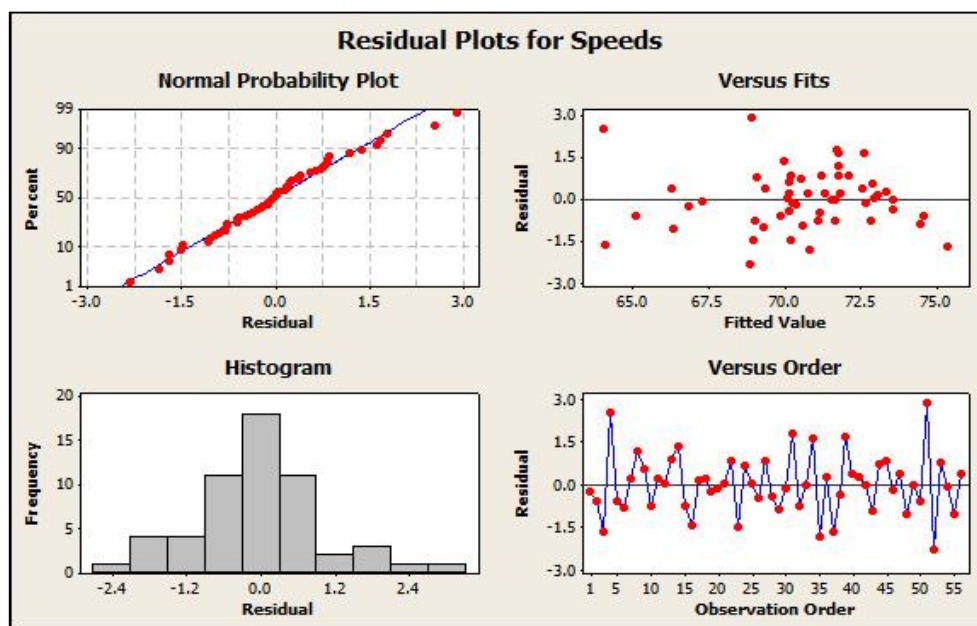 Residual Plots for Speeds
Normal Probability Plot
Percent
99
90
50
10
1
-3.0 -1.5 0.0 1.5 3.0
Residual
Versus Fits
Residual
3.0
1.5
0.0
-1.5
-3.0
65.0 67.5 70.0 72.5 75.0
Fitted Value
Histogram
Frequency
20
15
10
5
0
-2.4 -1.2 0.0 1.2 2.4
Residual
Versus Order
Residual
3.0
1.5
0.0
-1.5
-3.0
1 5 10 15 20 25 30 35 40 45 50 55
Observation Order